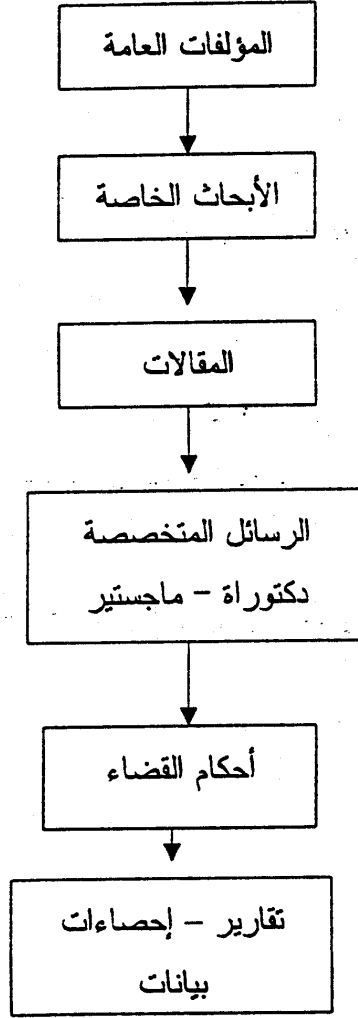 المؤلفات العامة
الأبحاث الخاصة
المقالات
الرسائل المتخصصة
دكتوراة – ماجستير
أحكام القضاء
تقارير – إحصاءات
بيانات